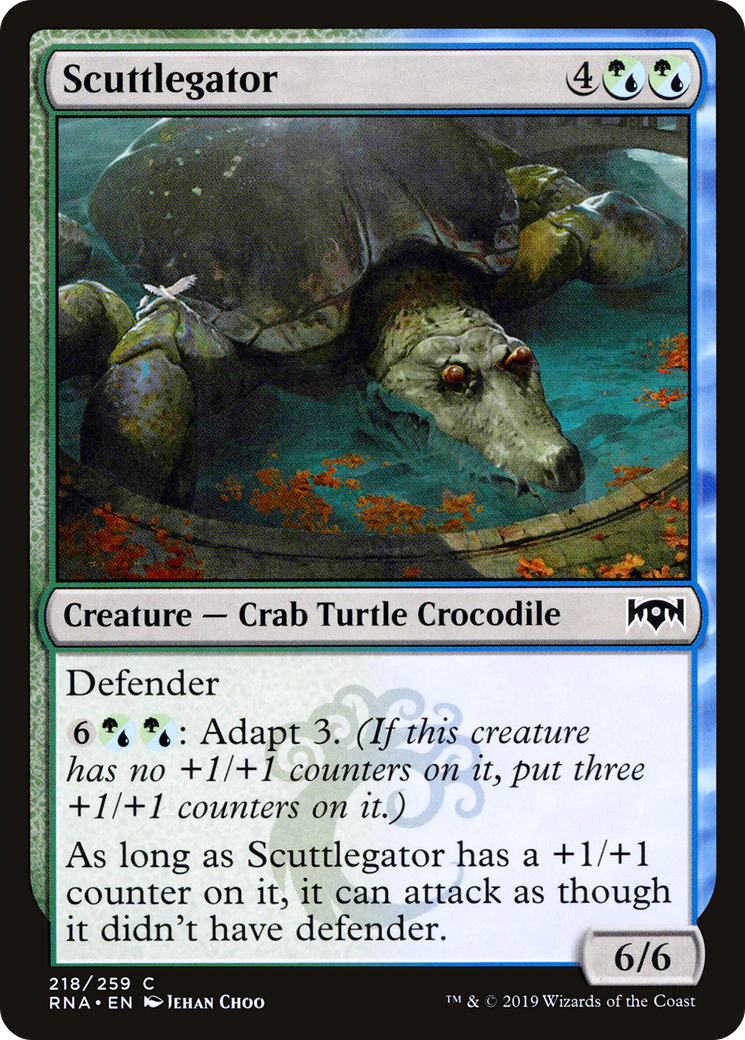 Scuttlegator 4
Creature — Crab Turtle Crocodile
Defender
6: Adapt 3. (If this creature
has no +1/+1 counters on it, put three
+1/+1 counters on it.)
As long as Scuttlegator has a +1/+1
counter on it, it can attack as though
it didn't have defender.
6/6
218/259 C
RNA • EN Jehan Choo
™ & © 2019 Wizards of the Coast